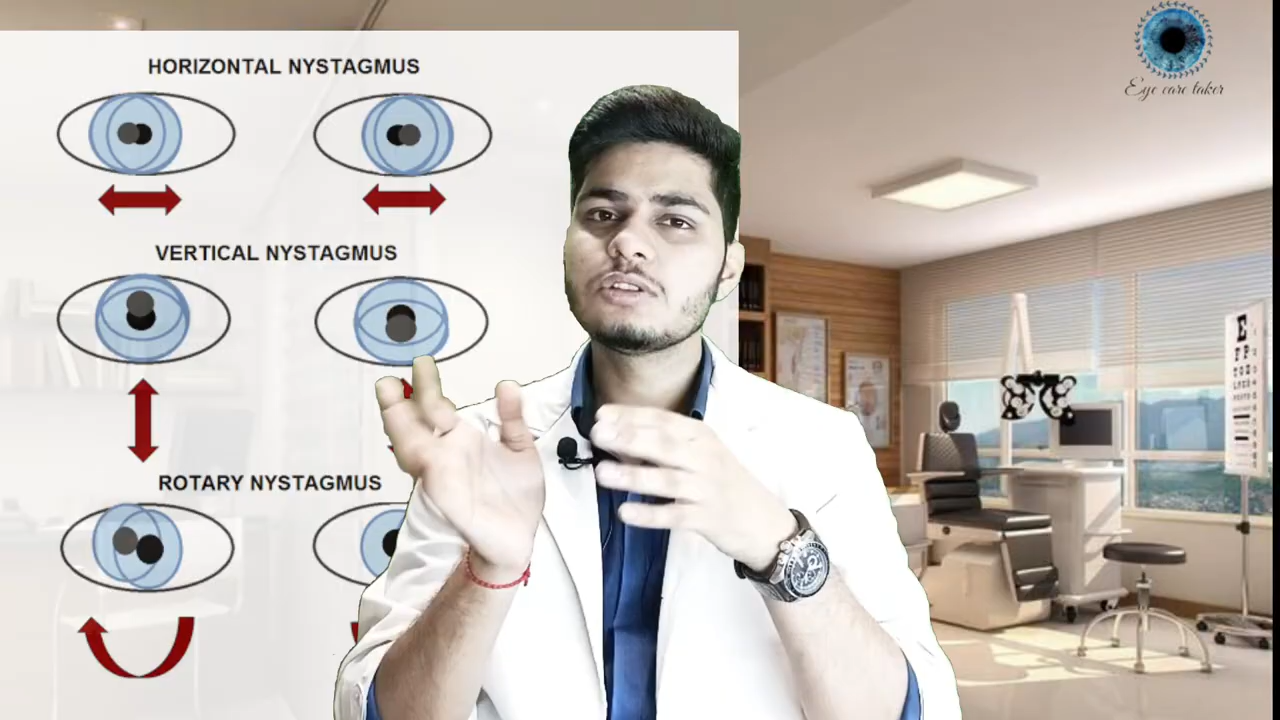 HORIZONTAL NYSTAGMUS
VERTICAL NYSTAGMUS
ROTARY NYSTAGMUS
Eye care taker
E
F P